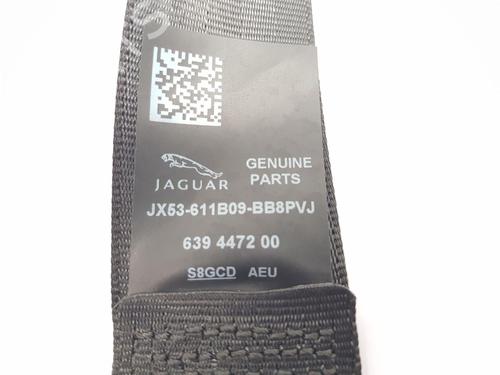 GENUINE
JAGUAR PARTS
JX53-611B09-BB8PVJ
639 4472 00
S8GCD AEU